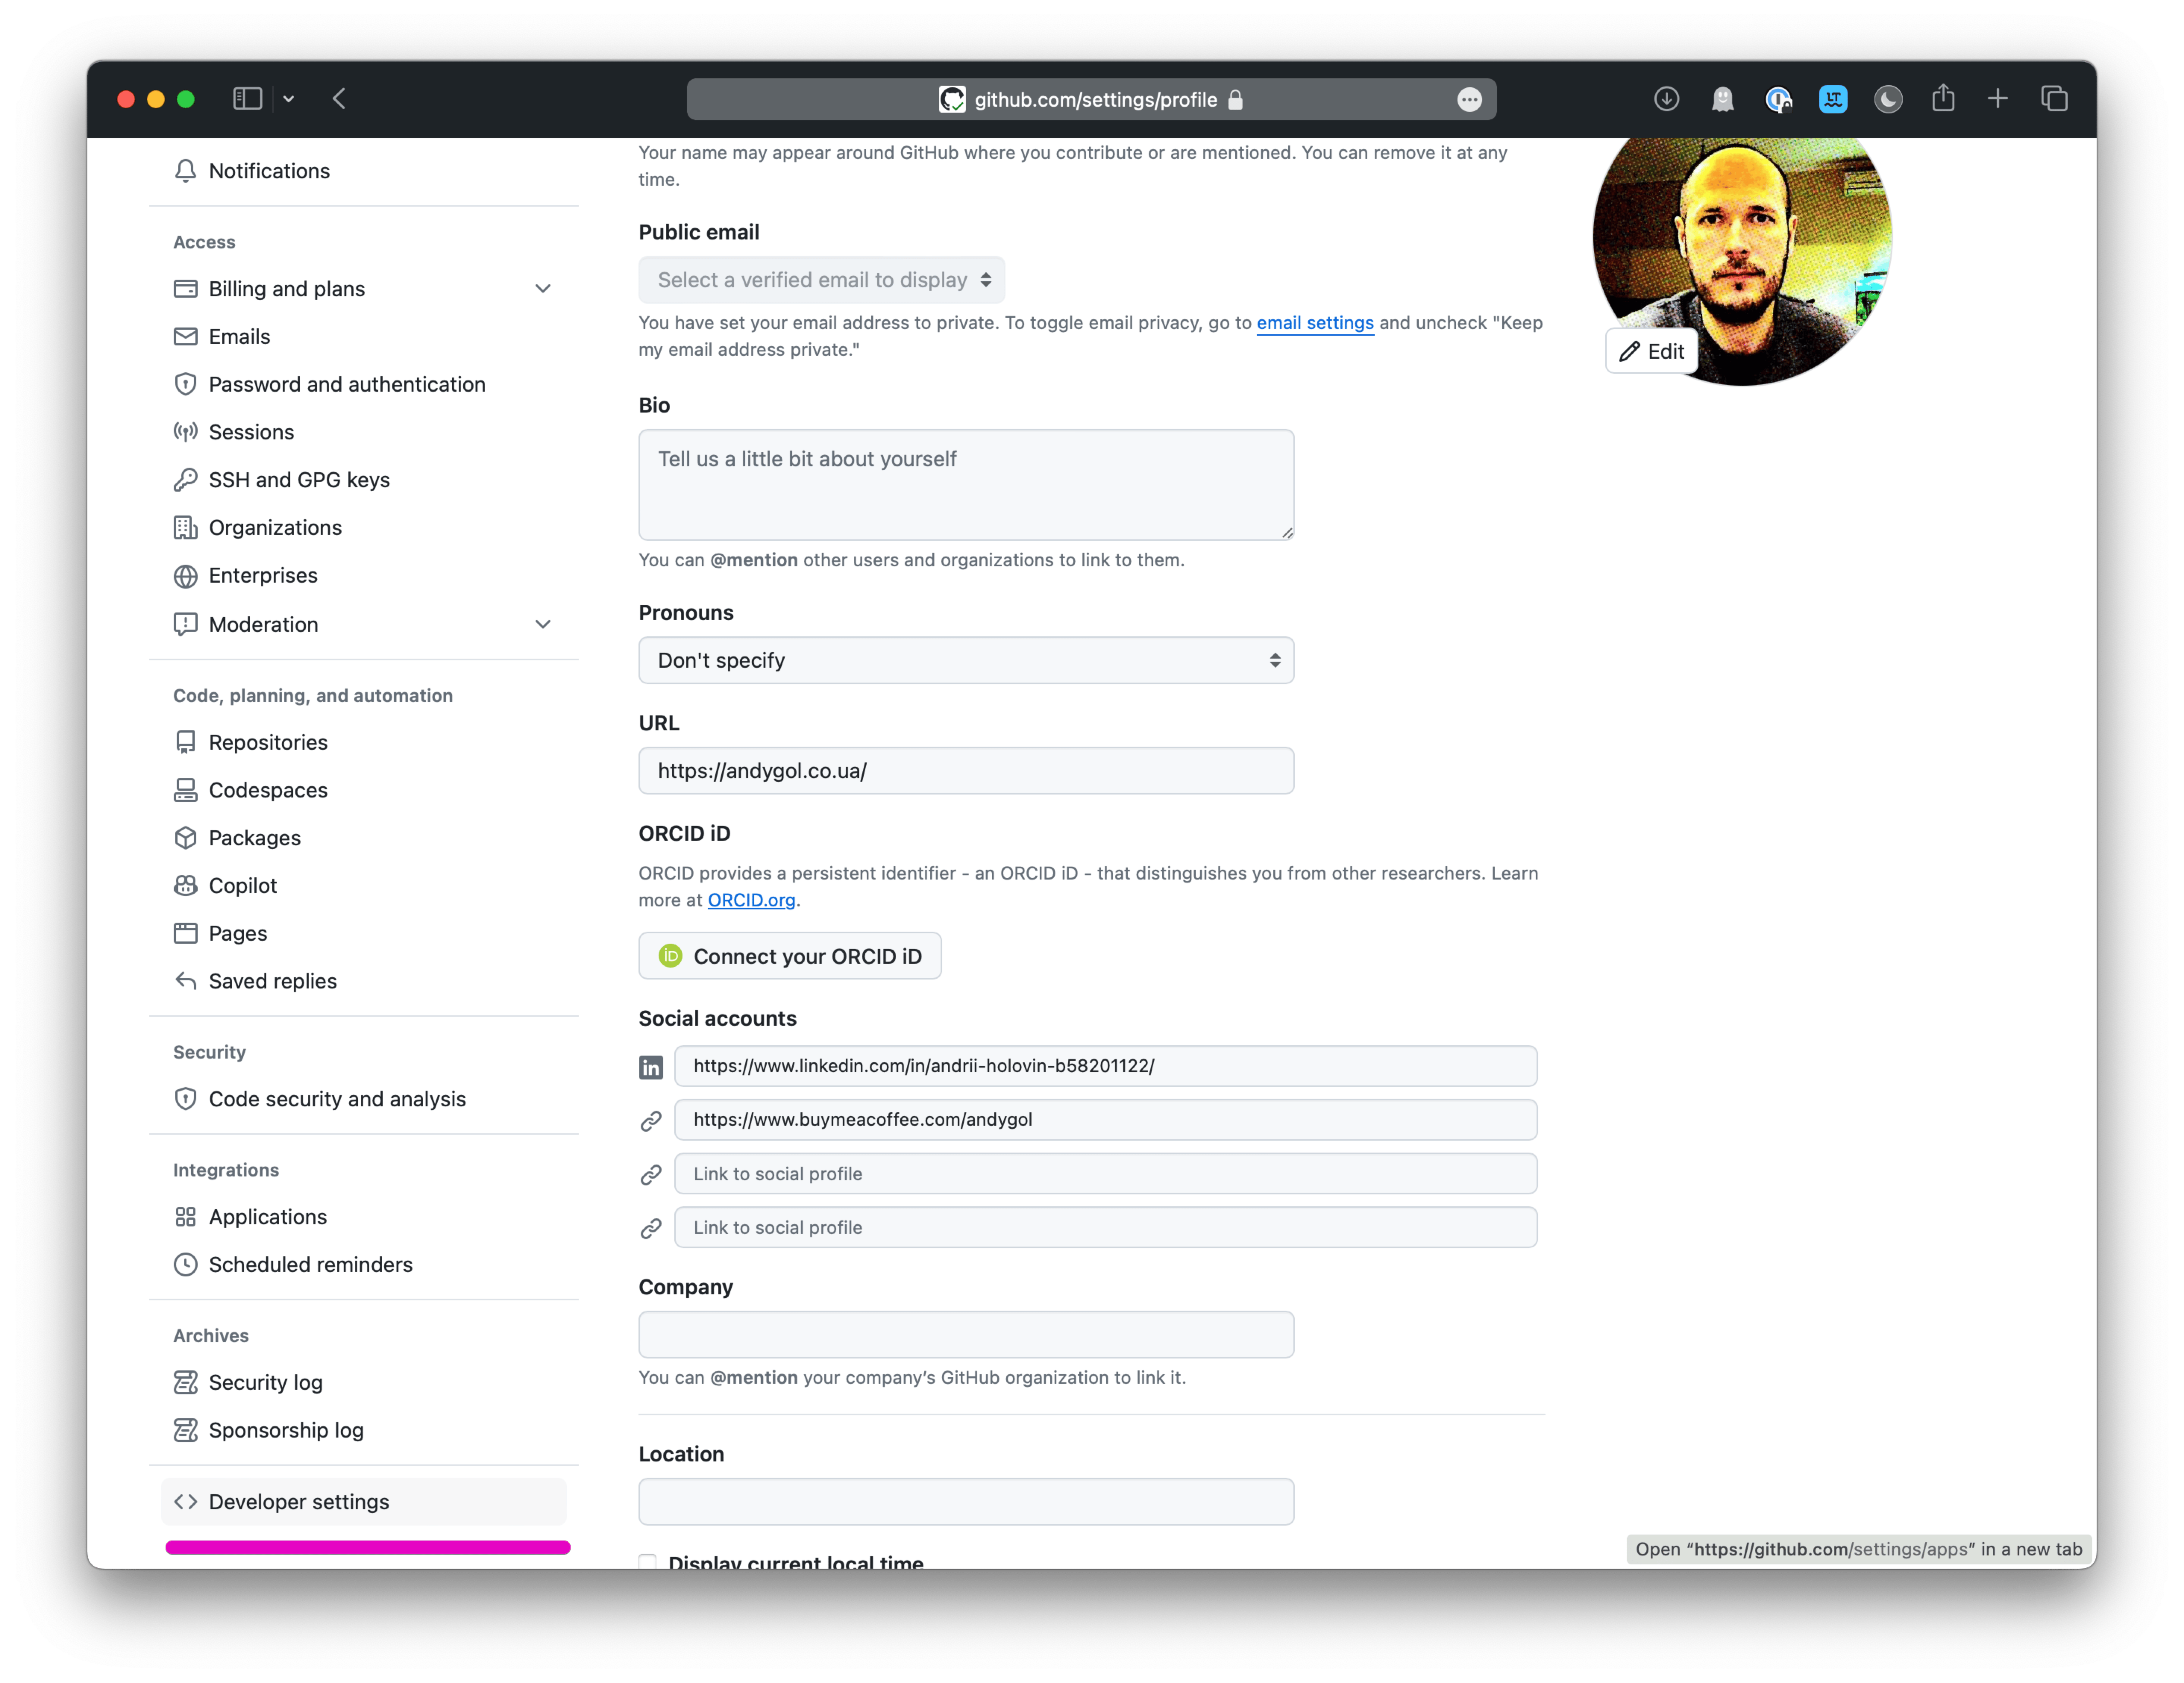 github.com/settings/profile
LT
Notifications
Access
Billing and plans
Emails
Password and authentication
Sessions
SSH and GPG keys
Organizations
Enterprises
Moderation
Code, planning, and automation
Repositories
Codespaces
Packages
Copilot
Pages
Saved replies
Security
Code security and analysis
Integrations
Applications
Scheduled reminders
Archives
Security log
Sponsorship log
Developer settings
Your name may appear around GitHub where you contribute or are mentioned. You can remove it at any
time.
Public email
Select a verified email to display
You have set your email address to private. To toggle email privacy, go to email settings and uncheck "Keep
my email address private."
Bio
Tell us a little bit about yourself
You can @mention other users and organizations to link to them.
Pronouns
Don't specify
URL
https://andygol.co.ua/
ORCID iD
ORCID provides a persistent identifier - an ORCID iD - that distinguishes you from other researchers. Learn
more at ORCID.org.
iD Connect your ORCID iD
Social accounts
in https://www.linkedin.com/in/andrii-holovin-b58201122/
https://www.buymeacoffee.com/andygol
Link to social profile
Link to social profile
Company
You can @mention your company’s GitHub organization to link it.
Location
Display current local time
Edit
Open “https://github.com/settings/apps” in a new tab